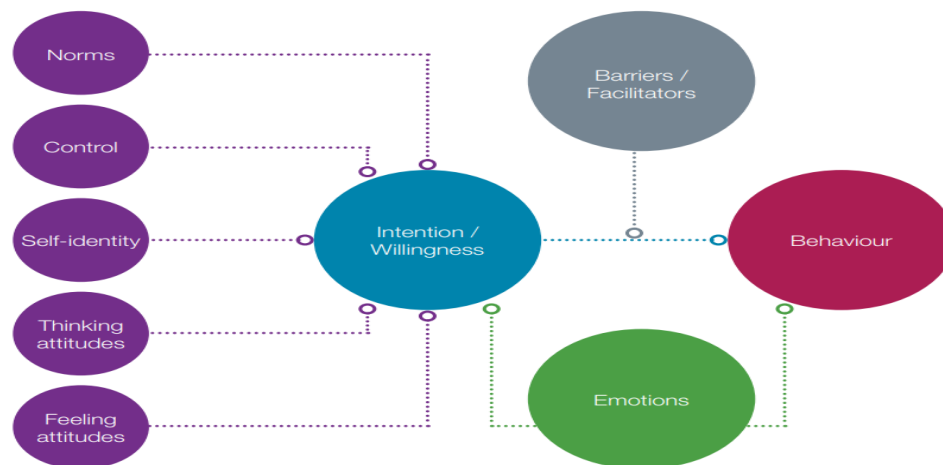 Norms
Control
Self-identity
Thinking
attitudes
Feeling
attitudes
Intention /
Willingness
Barriers /
Facilitators
Behaviour
Emotions